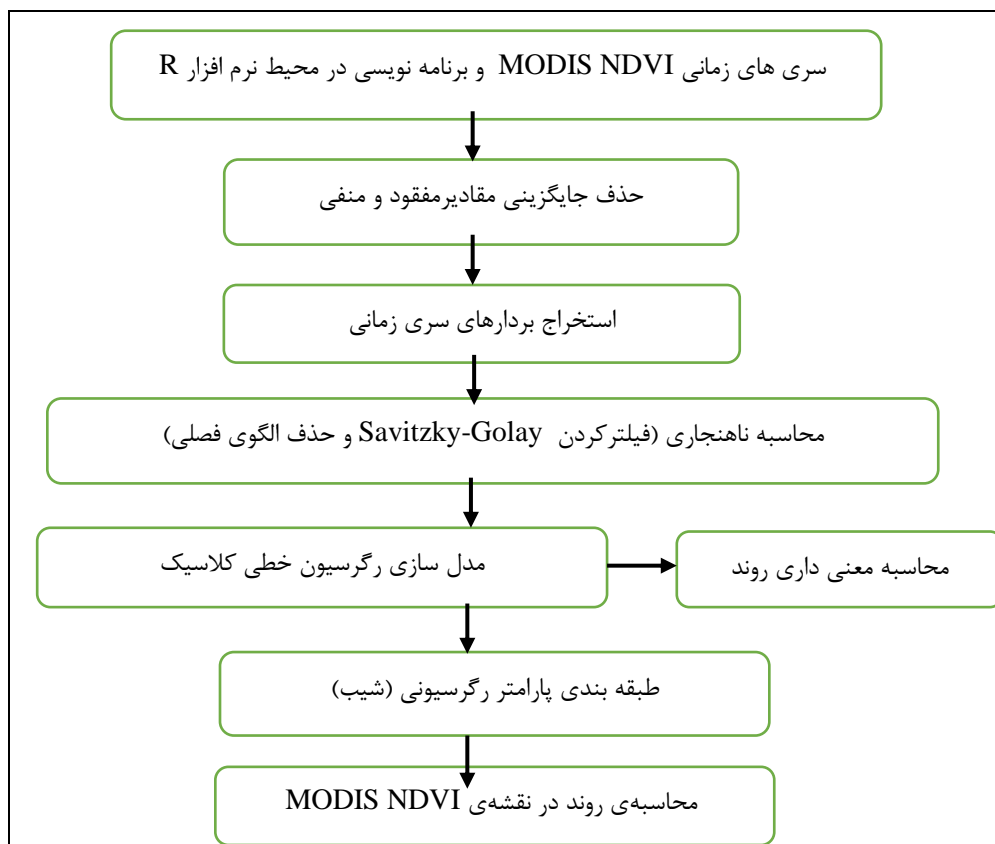 سری های زمانی MODIS NDVI و برنامه نویسی در محیط نرم افزار R
حذف جایگزینی مقادیرمفقود و منفی
استخراج بردارهای سری زمانی
محاسبه ناهنجاری (فیلترکردن Savitzky-Golay و حذف الگوی فصلی)
مدل سازی رگرسیون خطی کلاسیک
محاسبه معنی داری روند
طبقه بندی پارامتر رگرسیونی (شیب)
محاسبه‌ی روند در نقشه‌ی MODIS NDVI